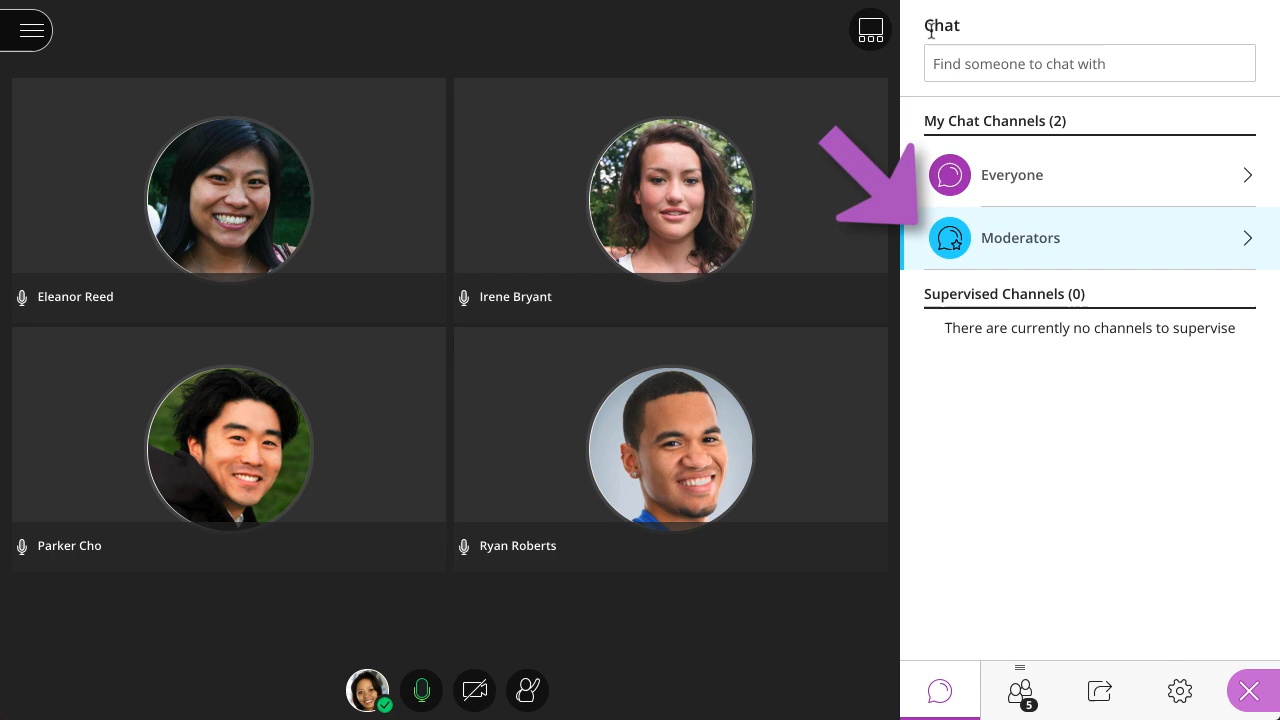 Chat
Find someone to chat with
My Chat Channels (2)
Everyone
Moderators
Supervised Channels (0)
There are currently no channels to supervise
Eleanor Reed
Irene Bryant
Parker Cho
Ryan Roberts
5